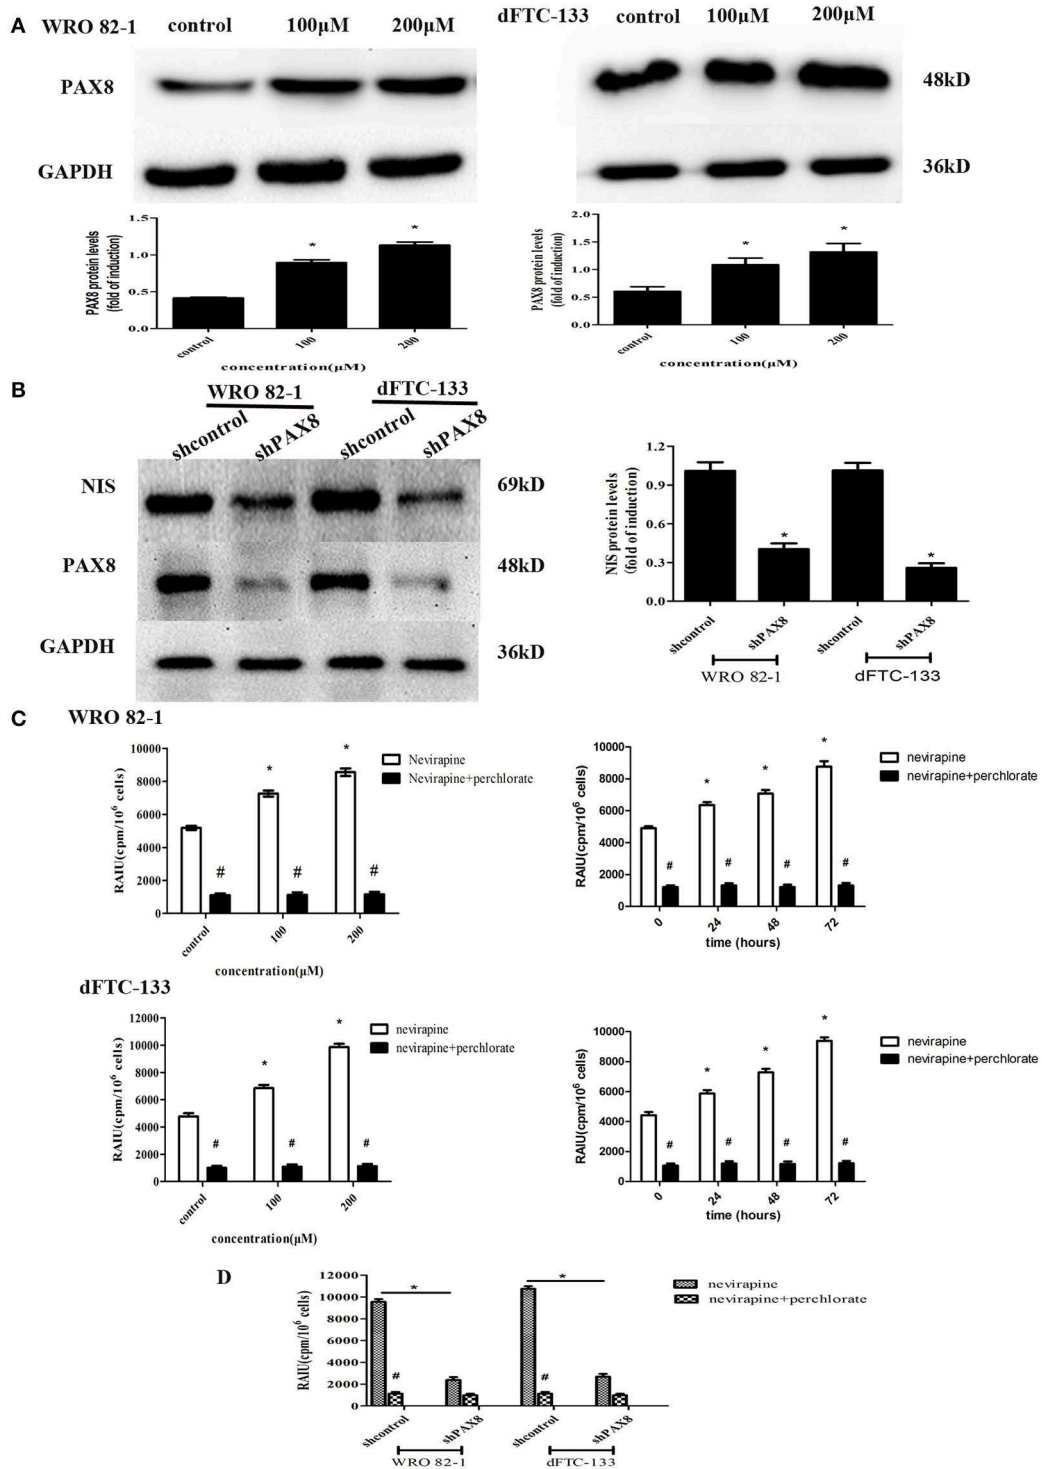 A WRO 82-1 control 100μM 200μM
dFTC-133 control 100μM 200μM
PAX8
48kD
GAPDH
36kD
PAX8 protein levels
(fold of induction)
1.5
1.0
0.5
0.0
control 100 200
concentration(μM)
PAX8 protein levels
(fold of induction)
2.0
1.5
1.0
0.5
0.0
control 100 200
concentration(μM)
* *
* *
B
WRO 82-1 dFTC-133
shcontrol shPAX8 shcontrol shPAX8
NIS 69kD
PAX8 48kD
GAPDH 36kD
NIS protein levels
(fold of induction)
1.2
0.9
0.6
0.3
0.0
* *
shcontrol shPAX8 shcontrol shPAX8
WRO 82-1 dFTC-133
C WRO 82-1
RAIU(cpm/10⁶ cells)
10000
8000
6000
4000
2000
0
* *
# # #
Nevirapine
Nevirapine+perchlorate
control 100 200
concentration(μM)
RAIU(cpm/10⁶ cells)
10000
8000
6000
4000
2000
0
* * *
# # # #
nevirapine
nevirapine+perchlorate
0 24 48 72
time (hours)
dFTC-133
RAIU(cpm/10⁶ cells)
12000
10000
8000
6000
4000
2000
0
* *
# # #
nevirapine
nevirapine+perchlorate
control 100 200
concentration(μM)
RAIU(cpm/10⁶ cells)
10000
8000
6000
4000
2000
0
* * *
# # # #
nevirapine
nevirapine+perchlorate
0 24 48 72
time (hours)
D
RAIU(cpm/10⁶ cells)
12000
10000
8000
6000
4000
2000
0
* *
# #
nevirapine
nevirapine+perchlorate
shcontrol shPAX8 shcontrol shPAX8
WRO 82-1 dFTC-133